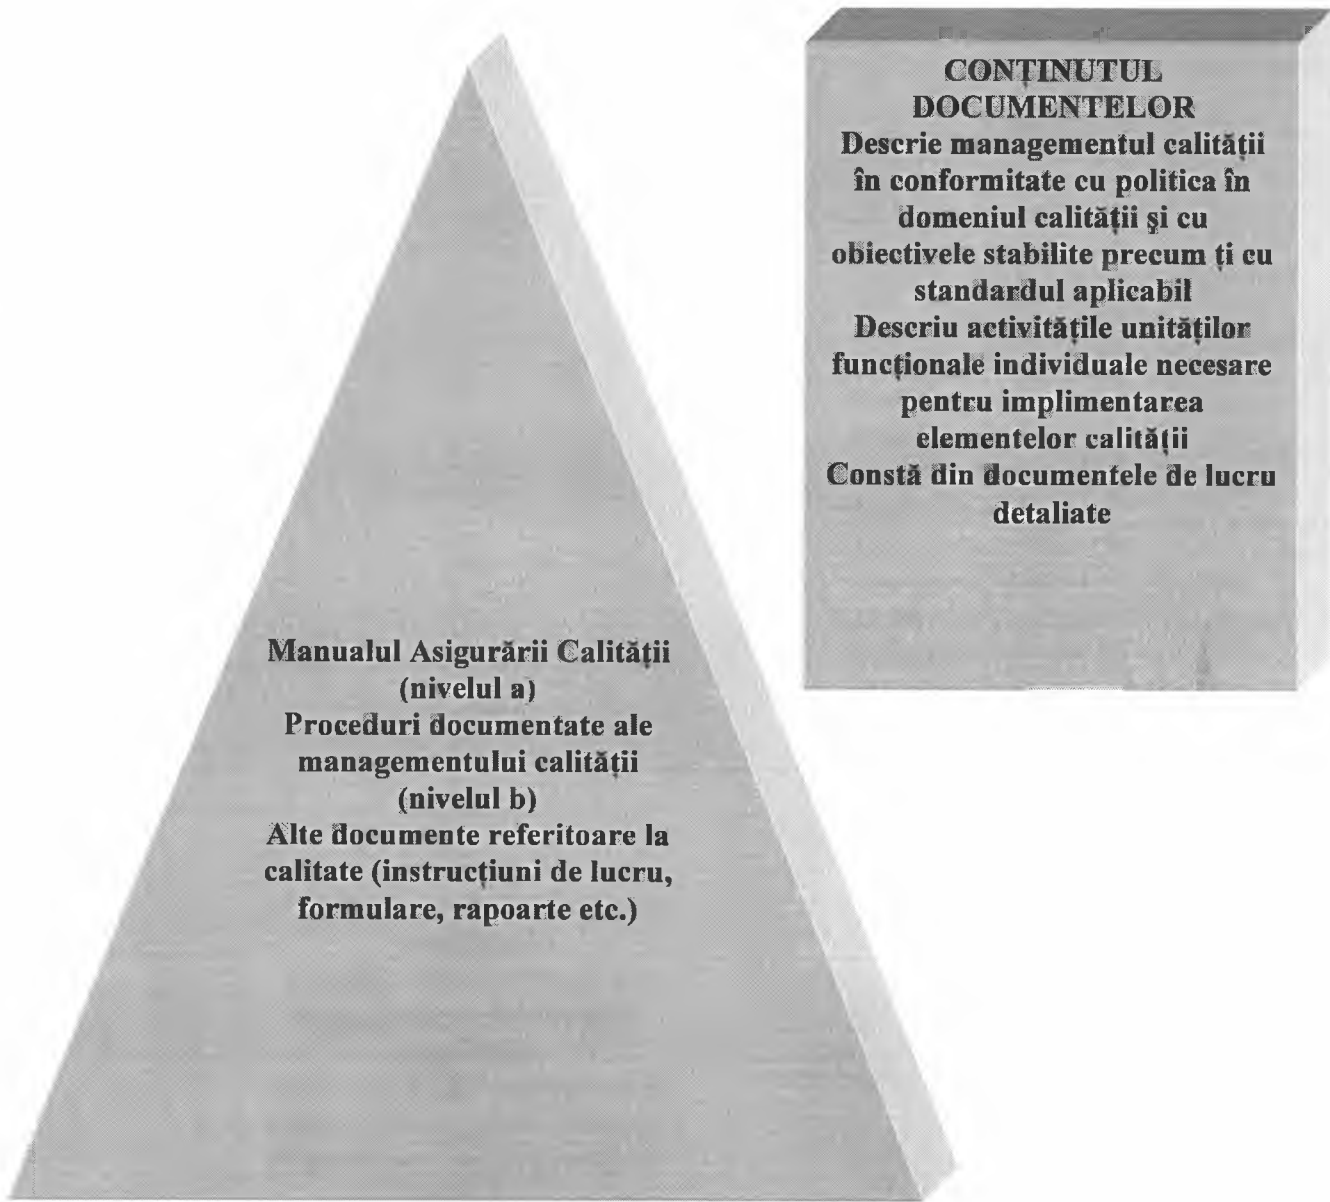 CONȚINUTUL
DOCUMENTELOR
Descrie managementul calității
în conformitate cu politica în
domeniul calității și cu
obiectivele stabilite precum ți cu
standardul aplicabil
Descriu activitățile unităților
funcționale individuale necesare
pentru implimentarea
elementelor calității
Constă din documentele de lucru
detaliate
Manualul Asigurării Calității
(nivelul a)
Proceduri documentate ale
managementului calității
(nivelul b)
Alte documente referitoare la
calitate (instrucțiuni de lucru,
formulare, rapoarte etc.)